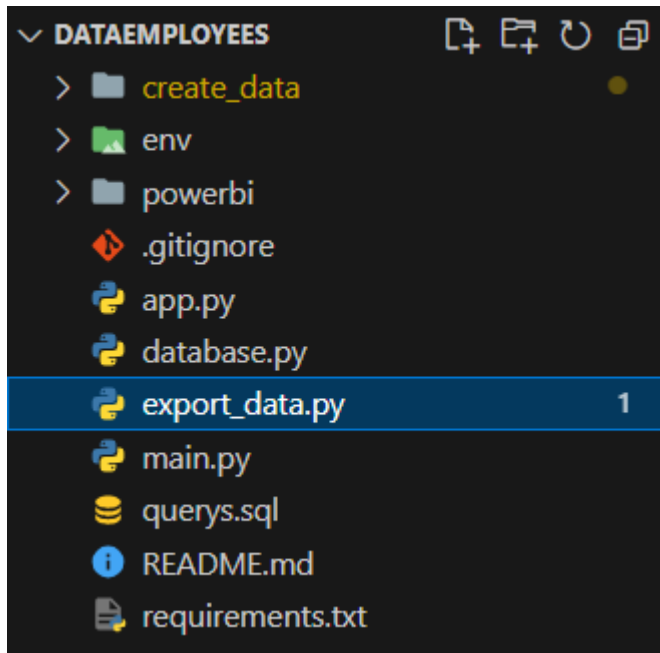 DATAEMPLOYEES
create_data
env
powerbi
.gitignore
app.py
database.py
export_data.py 1
main.py
querys.sql
README.md
requirements.txt